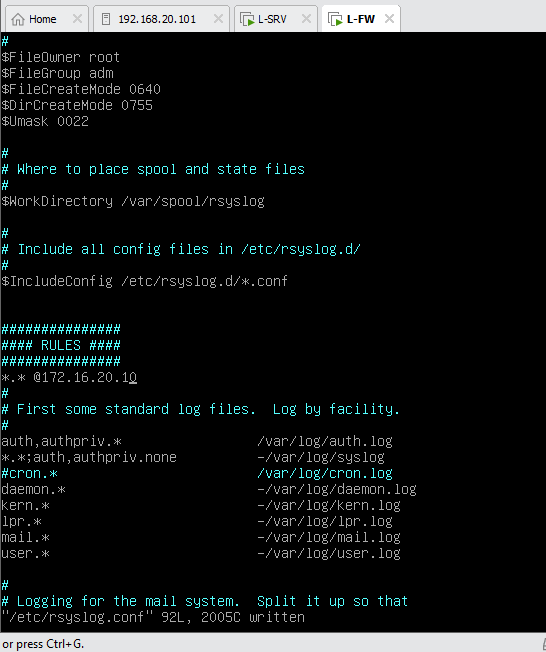 Home
192.168.20.101
L-SRV
L-FW
#
$FileOwner root
$FileGroup adm
$FileCreateMode 0640
$DirCreateMode 0755
$Umask 0022
#
# Where to place spool and state files
#
$WorkDirectory /var/spool/rsyslog
#
# Include all config files in /etc/rsyslog.d/
#
$IncludeConfig /etc/rsyslog.d/*.conf
###############
#### RULES ####
###############
*.* @172.16.20.10
#
# First some standard log files.  Log by facility.
#
auth,authpriv.*                 /var/log/auth.log
*.*;auth,authpriv.none          -/var/log/syslog
#cron.*                         /var/log/cron.log
daemon.*                        -/var/log/daemon.log
kern.*                          -/var/log/kern.log
lpr.*                           -/var/log/lpr.log
mail.*                          -/var/log/mail.log
user.*                          -/var/log/user.log
#
# Logging for the mail system.  Split it up so that
"/etc/rsyslog.conf" 92L, 2005C written
or press Ctrl+G.